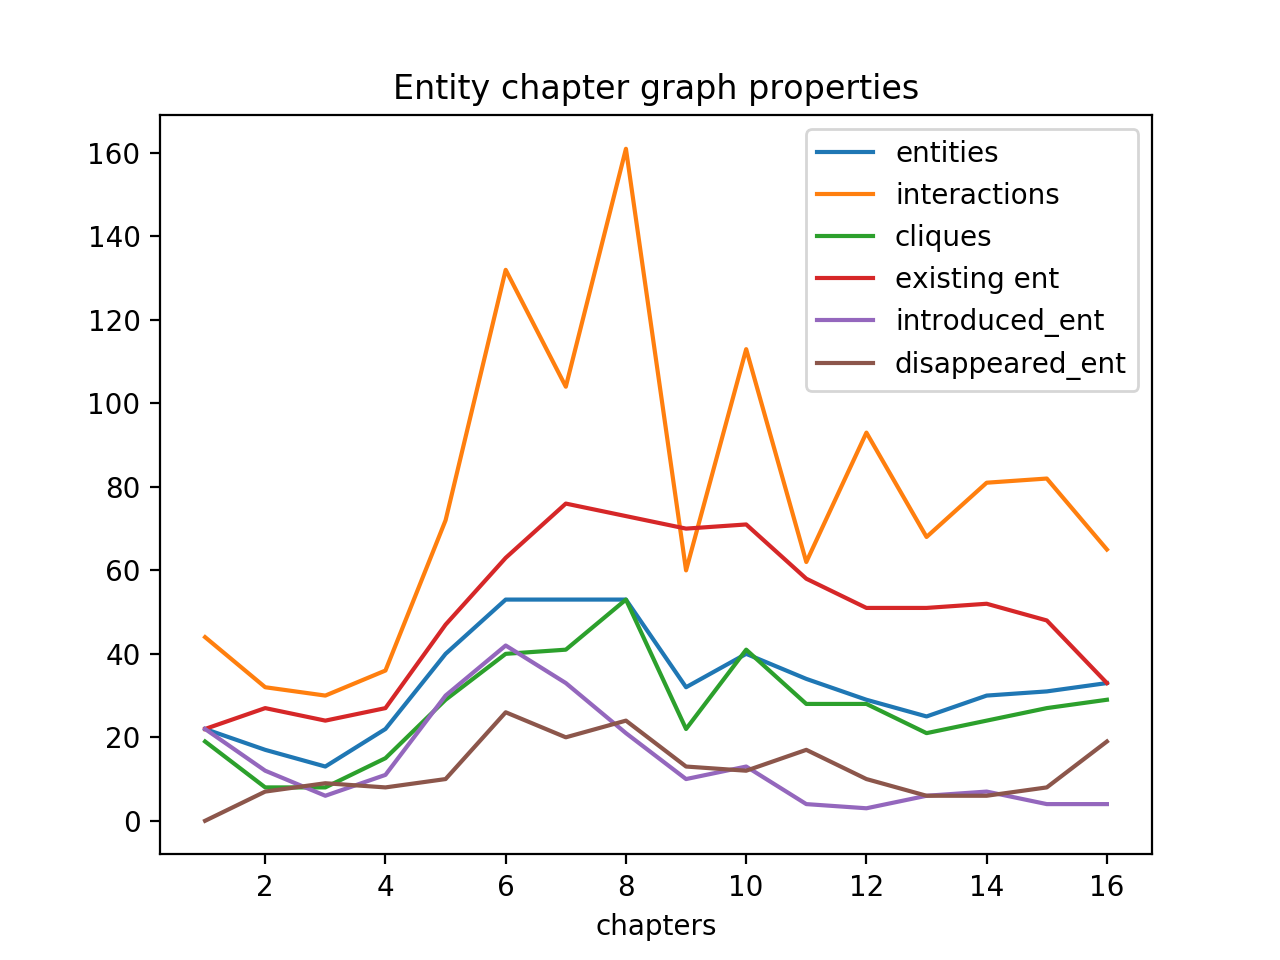 Entity chapter graph properties
160
140
120
100
80
60
40
20
0
entities
interactions
cliques
existing ent
introduced_ent
disappeared_ent
2 4 6 8 10 12 14 16
chapters